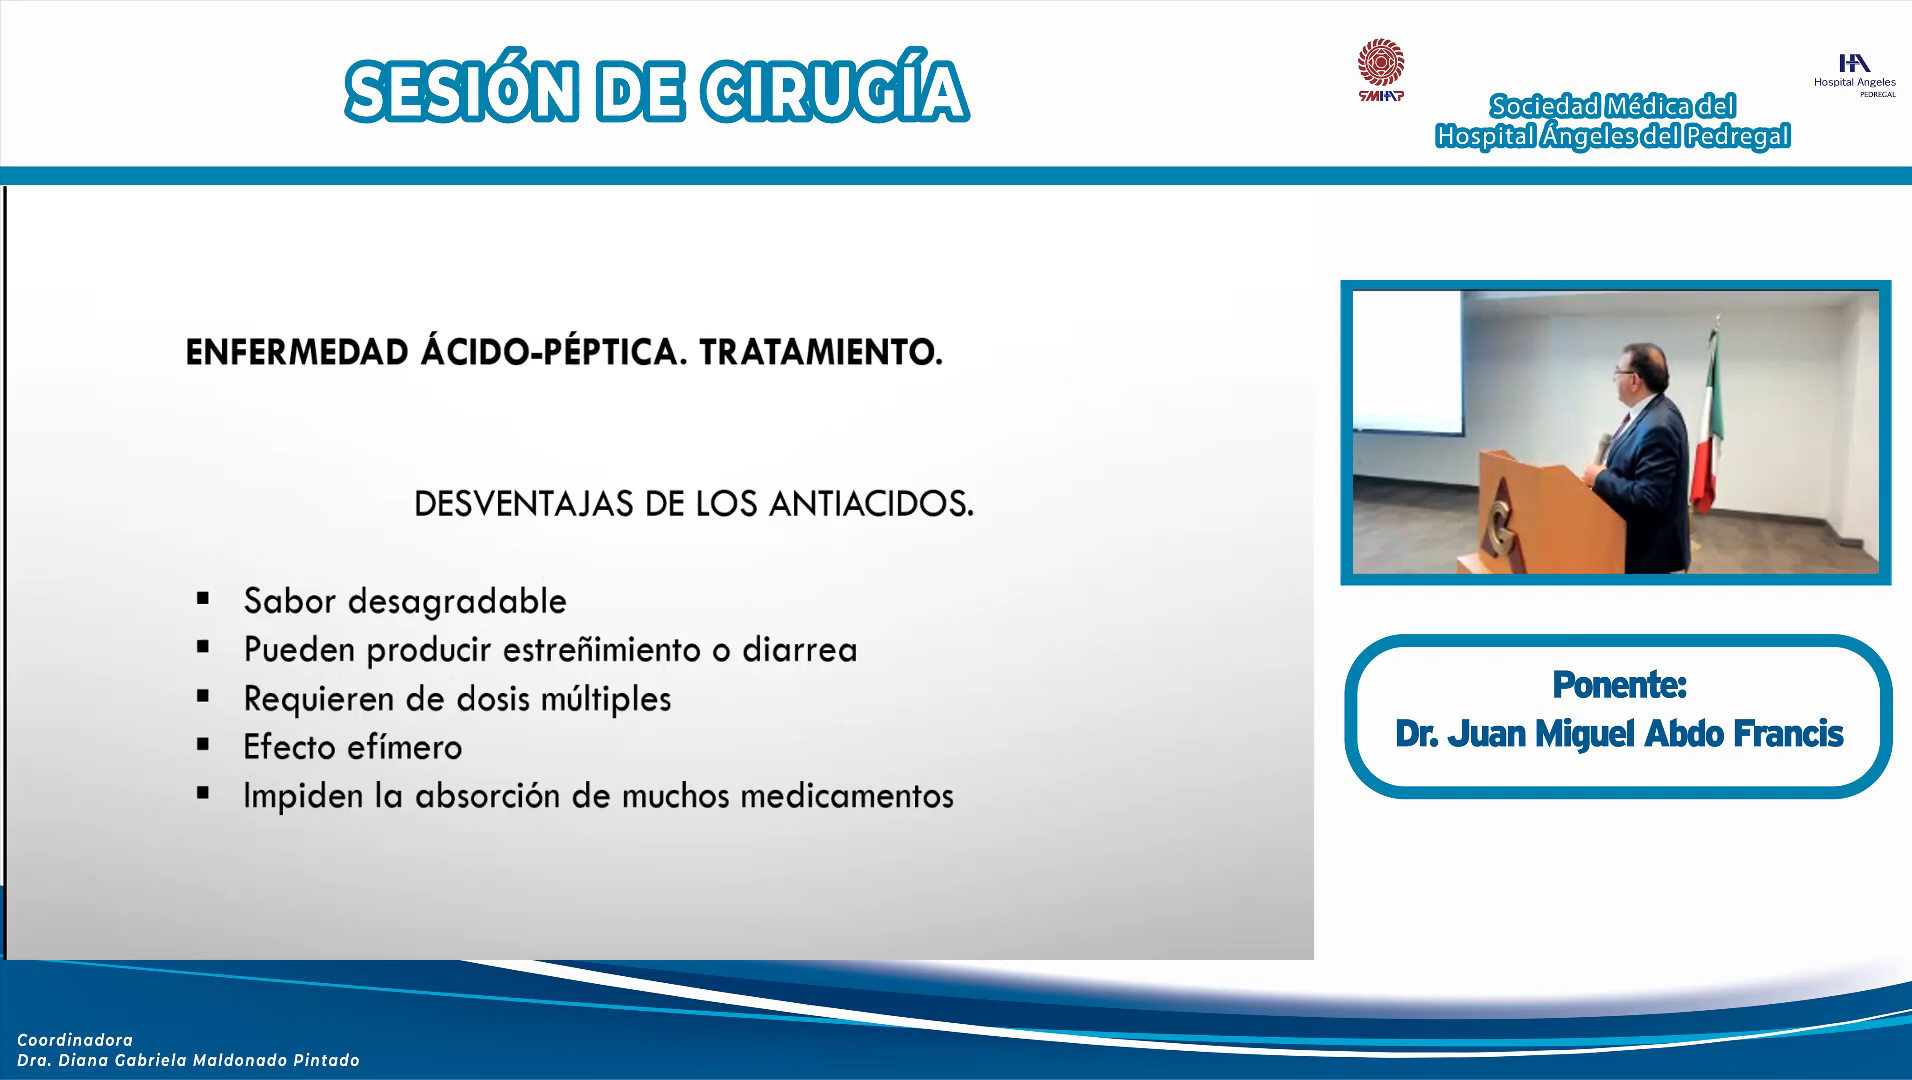 SESIÓN DE CIRUGÍA
SMHAP
Sociedad Médica del
Hospital Ángeles del Pedregal
HA
Hospital Angeles
PEDREGAL
ENFERMEDAD ÁCIDO-PÉPTICA. TRATAMIENTO.
DESVENTAJAS DE LOS ANTIACIDOS.
▪ Sabor desagradable
▪ Pueden producir estreñimiento o diarrea
▪ Requieren de dosis múltiples
▪ Efecto efímero
▪ Impiden la absorción de muchos medicamentos
Ponente:
Dr. Juan Miguel Abdo Francis
Coordinadora
Dra. Diana Gabriela Maldonado Pintado